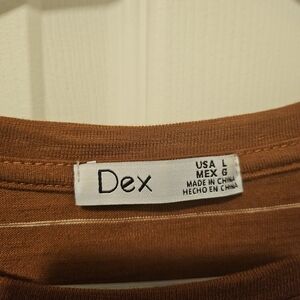 Dex
USA L
MEX G
MADE IN CHINA
HECHO EN CHINA